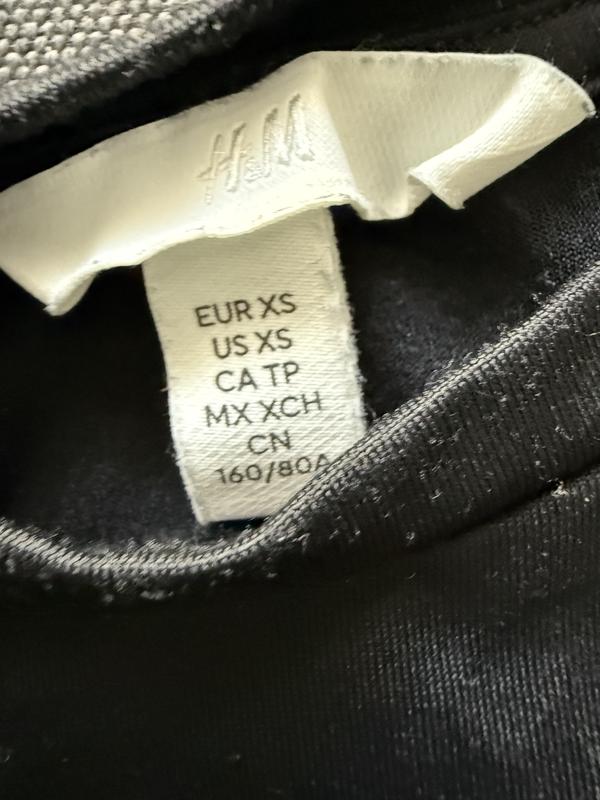 H&M
EUR XS
US XS
CA TP
MX XCH
CN
160/80A